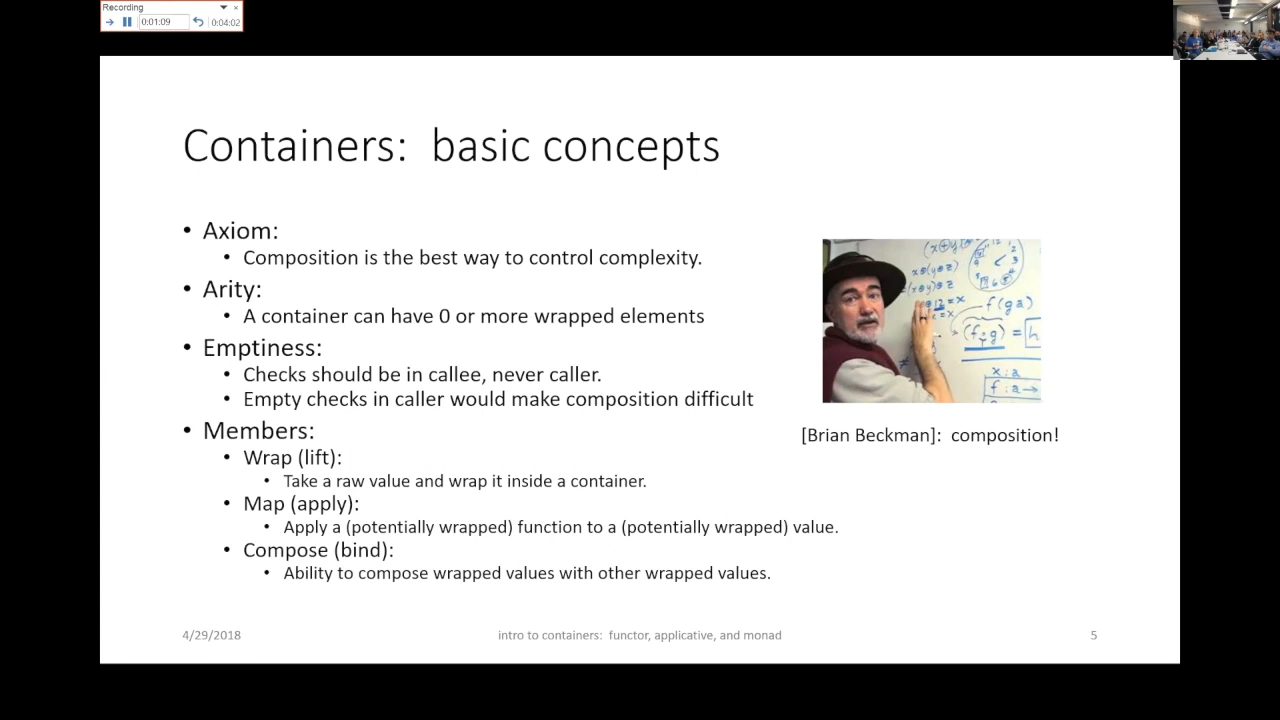 Recording
0:01:09
0:04:02
Containers:  basic concepts
• Axiom:
• Composition is the best way to control complexity.
• Arity:
• A container can have 0 or more wrapped elements
• Emptiness:
• Checks should be in callee, never caller.
• Empty checks in caller would make composition difficult
• Members:
• Wrap (lift):
• Take a raw value and wrap it inside a container.
• Map (apply):
• Apply a (potentially wrapped) function to a (potentially wrapped) value.
• Compose (bind):
• Ability to compose wrapped values with other wrapped values.
f(ga)
x:a
[Brian Beckman]:  composition!
4/29/2018
intro to containers:  functor, applicative, and monad
5